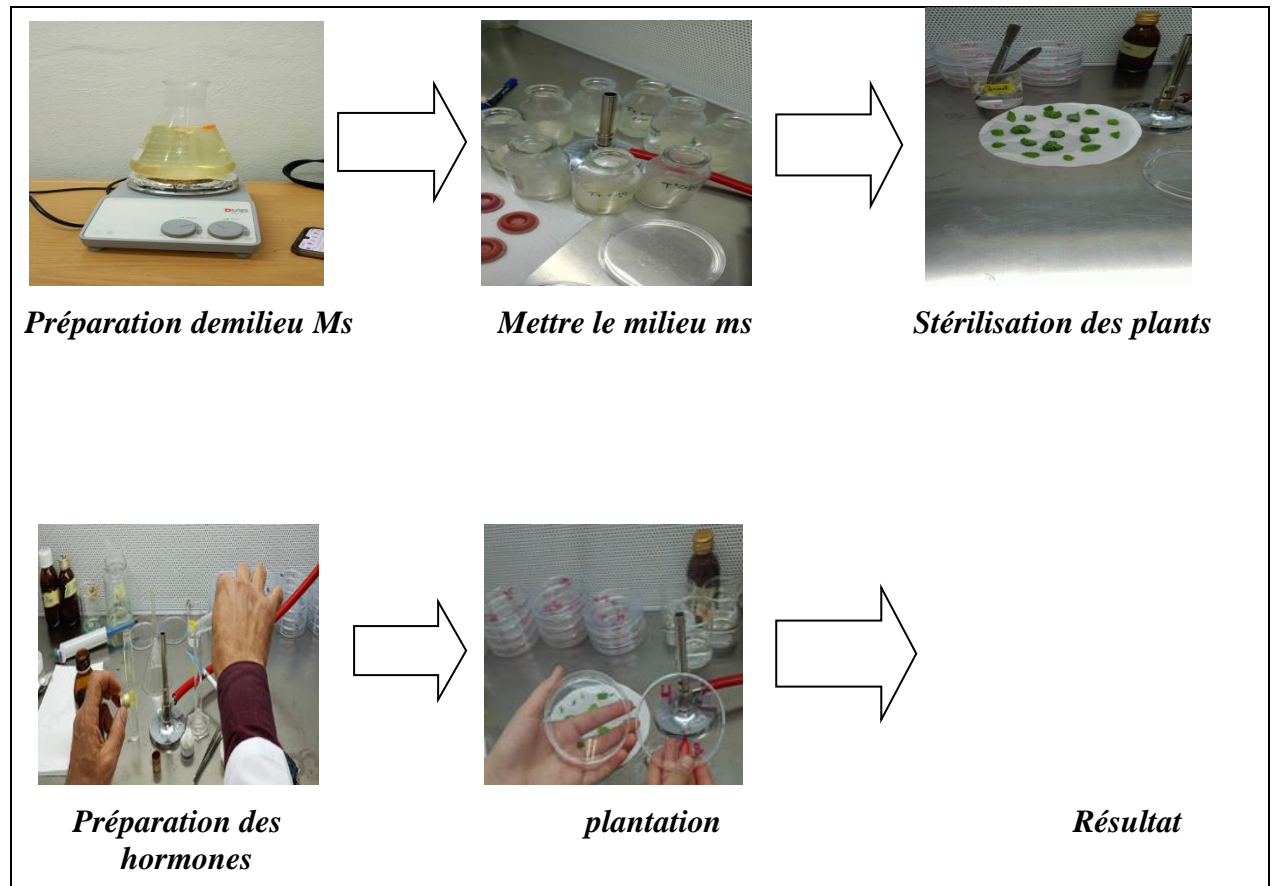 Préparation demilieu Ms
Mettre le milieu ms
Stérilisation des plants
Préparation des
hormones
plantation
Résultat